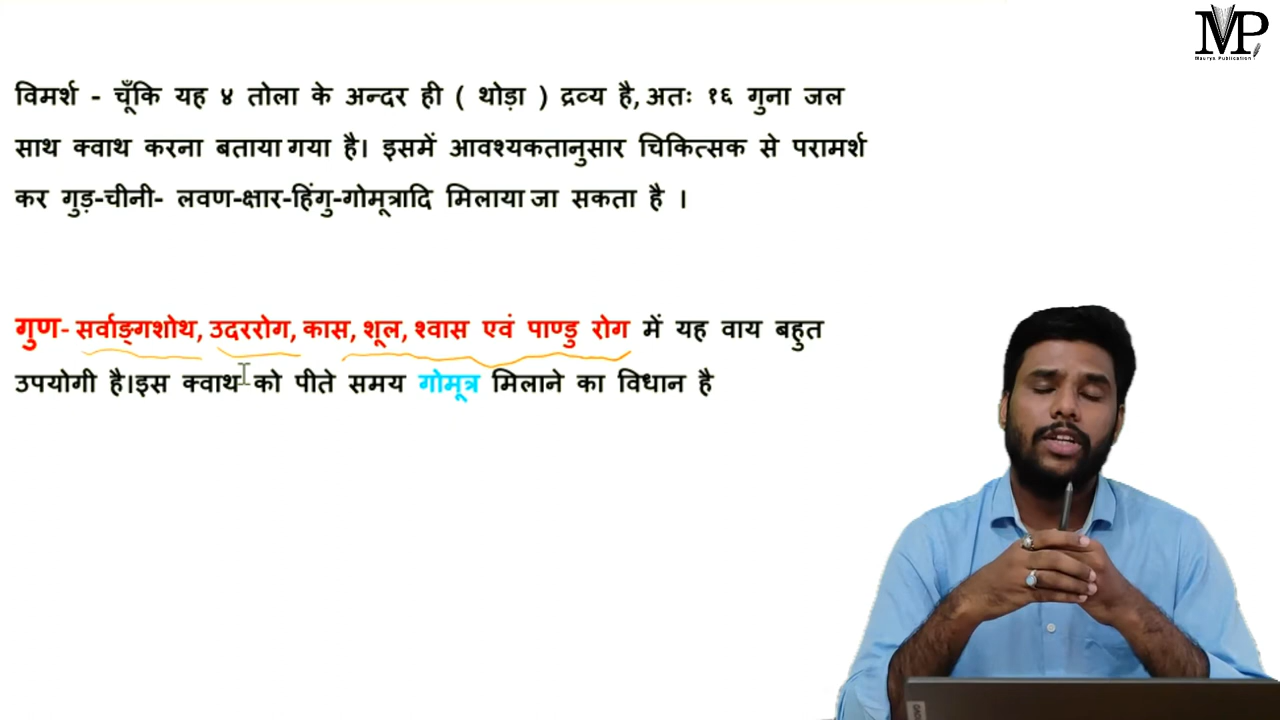 विमर्श - चूँकि यह ४ तोला के अन्दर ही ( थोड़ा ) द्रव्य है, अतः १६ गुना जल
साथ क्वाथ करना बताया गया है। इसमें आवश्यकतानुसार चिकित्सक से परामर्श
कर गुड़-चीनी- लवण-क्षार-हिंगु-गोमूत्रादि मिलाया जा सकता है ।
गुण- सर्वाङ्गशोथ, उदररोग, कास, शूल, श्वास एवं पाण्डु रोग में यह वाय बहुत
उपयोगी है।इस क्वाथ को पीते समय गोमूत्र मिलाने का विधान है
MP
Maurya Publication